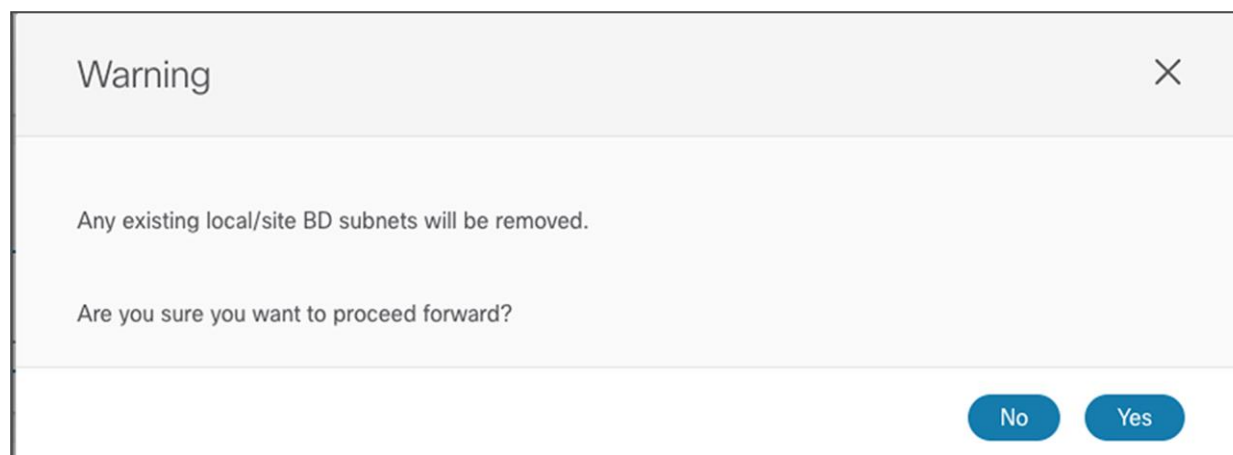 Warning
Any existing local/site BD subnets will be removed.
Are you sure you want to proceed forward?
No Yes